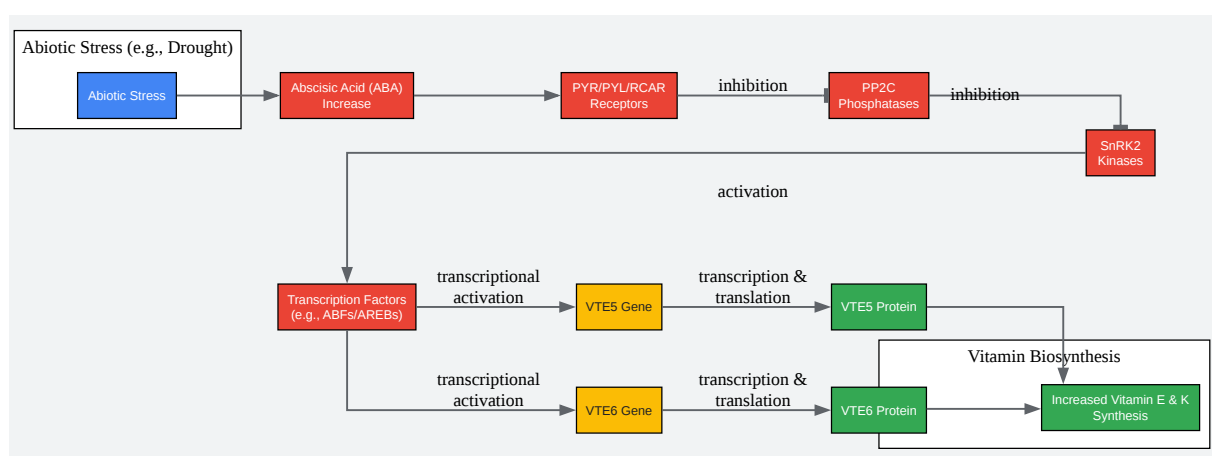 Abiotic Stress (e.g., Drought)
Abiotic Stress
Abscisic Acid (ABA)
Increase
PYR/PYL/RCAR
Receptors
inhibition
PP2C
Phosphatases
inhibition
SnRK2
Kinases
activation
Transcription Factors
(e.g., ABFs/AREBs)
transcriptional
activation
VTE5 Gene
transcription &
translation
VTE5 Protein
Vitamin Biosynthesis
transcriptional
activation
VTE6 Gene
transcription &
translation
VTE6 Protein
Increased Vitamin E & K
Synthesis